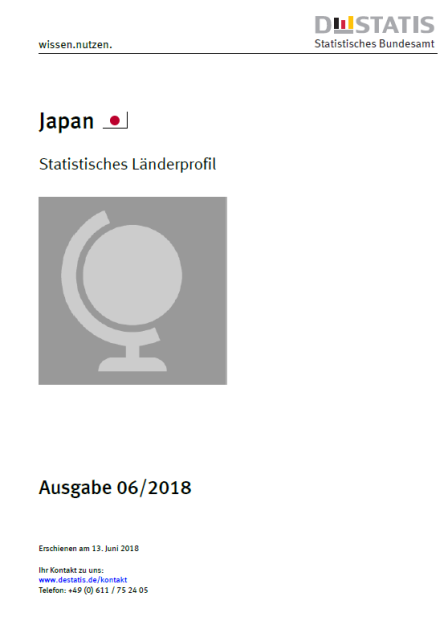 DESTATIS
wissen.nutzen.
Statistisches Bundesamt
Japan
Statistisches Länderprofil
Ausgabe 06/2018
Erschienen am 13. Juni 2018
Ihr Kontakt zu uns:
www.destatis.de/kontakt
Telefon: +49 (0) 611 / 75 24 05